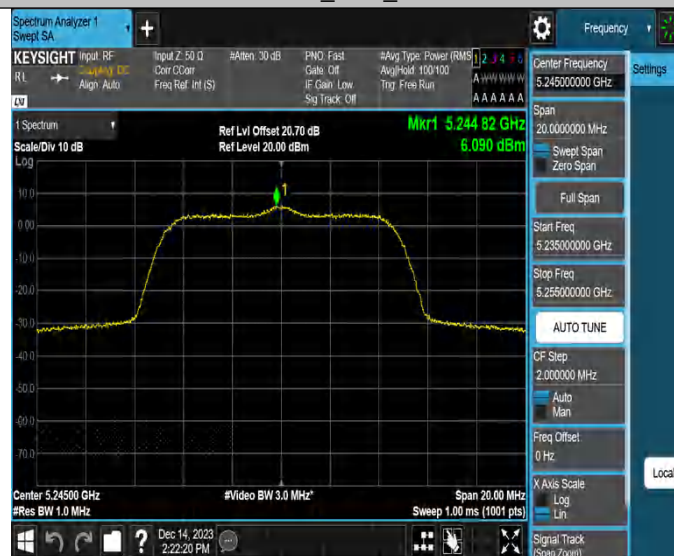 Spectrum Analyzer 1
Swept SA
Frequency
KEYSIGHT
RL
Input: RF
Coupling: DC
Align: Auto
Input Z: 50 Ω
Corr CCorr
Freq Ref: Int (S)
#Atten: 30 dB
PNO: Fast
Gate: Off
IF Gain: Low
Sig Track: Off
#Avg Type: Power (RMS
Avg|Hold: 100/100
Trig: Free Run
1 2 3 4 5 6
A W W W W W
A A A A A A
1 Spectrum
Scale/Div 10 dB
Ref Lvl Offset 20.70 dB
Ref Level 20.00 dBm
Mkr1 5.244 82 GHz
6.090 dBm
Log
1
10.0
0.00
-10.0
-20.0
-30.0
-40.0
-50.0
-60.0
-70.0
Center 5.24500 GHz
#Res BW 1.0 MHz
#Video BW 3.0 MHz*
Span 20.00 MHz
Sweep 1.00 ms (1001 pts)
Center Frequency
5.245000000 GHz
Span
20.0000000 MHz
Swept Span
Zero Span
Full Span
Start Freq
5.235000000 GHz
Stop Freq
5.255000000 GHz
AUTO TUNE
CF Step
2.000000 MHz
Auto
Man
Freq Offset
0 Hz
X Axis Scale
Log
Lin
Signal Track
(Span Zoom)
Settings
Local
Dec 14, 2023
2:22:20 PM